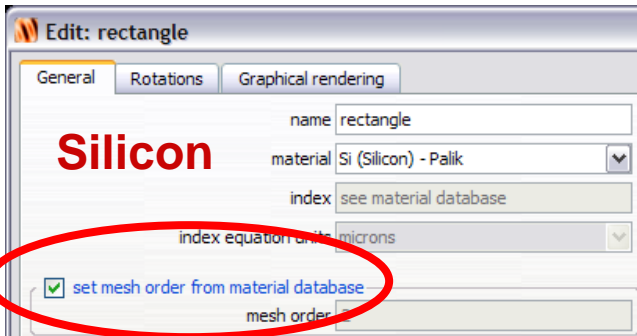 Edit: rectangle
General Rotations Graphical rendering
name rectangle
Silicon
material Si (Silicon) - Palik
index see material database
index equation units microns
set mesh order from material database
mesh order 2